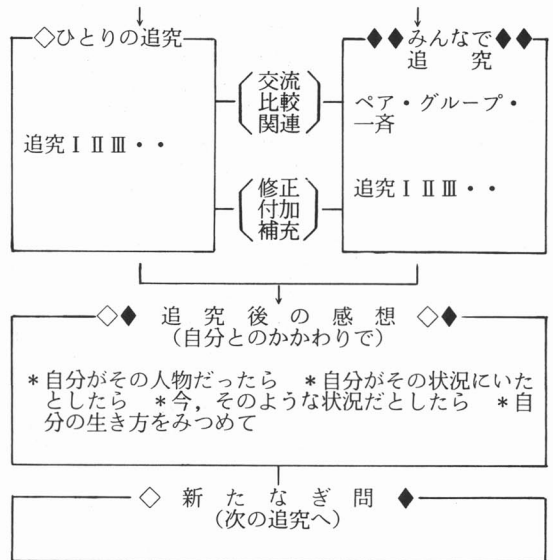 ◇ひとりの追究
追究ⅠⅡⅢ・・
交流
比較
関連
修正
付加
補充
◆◆みんなで◆◆
追　究
ペア・グループ・
一斉
追究ⅠⅡⅢ・・
◇◆　追　究　後　の　感　想　◇◆
（自分とのかかわりで）
＊自分がその人物だったら　＊自分がその状況にいた
としたら　＊今，そのような状況だとしたら　＊自
分の生き方をみつめて
◇　新　た　な　ぎ　問　◆
（次の追究へ）